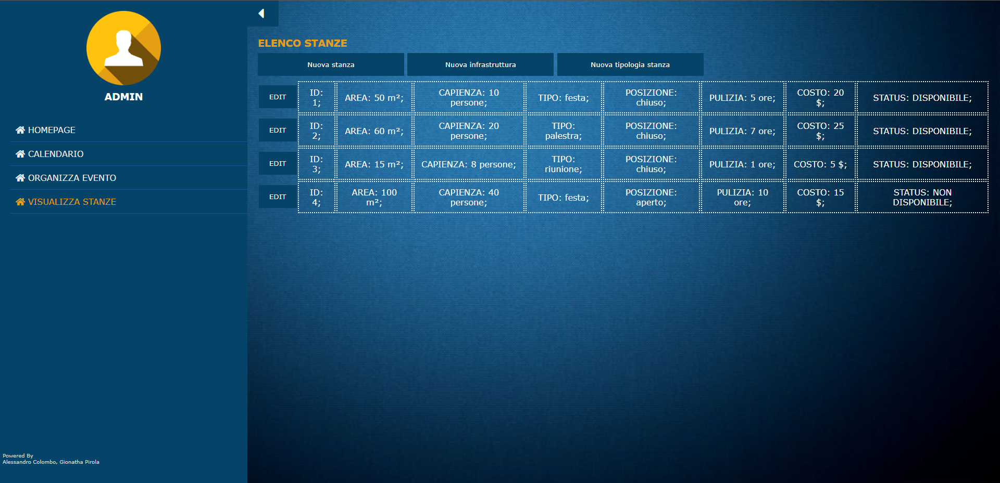 ADMIN
HOMEPAGE
CALENDARIO
ORGANIZZA EVENTO
VISUALIZZA STANZE
Powered By
Alessandro Colombo, Gionatha Pirola
ELENCO STANZE
Nuova stanza Nuova infrastruttura Nuova tipologia stanza
EDIT ID: 1; AREA: 50 m²; CAPIENZA: 10 persone; TIPO: festa; POSIZIONE: chiuso; PULIZIA: 5 ore; COSTO: 20 $; STATUS: DISPONIBILE;
EDIT ID: 2; AREA: 60 m²; CAPIENZA: 20 persone; TIPO: palestra; POSIZIONE: chiuso; PULIZIA: 7 ore; COSTO: 25 $; STATUS: DISPONIBILE;
EDIT ID: 3; AREA: 15 m²; CAPIENZA: 8 persone; TIPO: riunione; POSIZIONE: chiuso; PULIZIA: 1 ore; COSTO: 5 $; STATUS: DISPONIBILE;
EDIT ID: 4; AREA: 100 m²; CAPIENZA: 40 persone; TIPO: festa; POSIZIONE: aperto; PULIZIA: 10 ore; COSTO: 15 $; STATUS: NON DISPONIBILE;